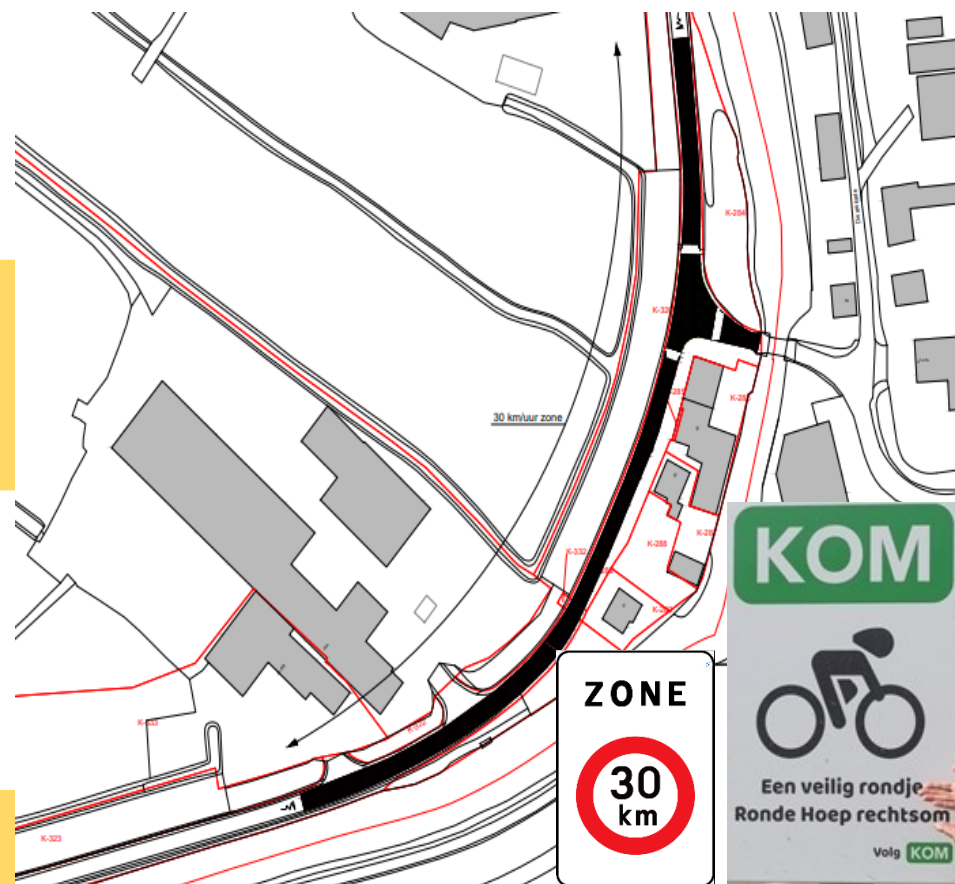 K-284
30 km/uur zone
K-332
K-288
K-323
ZONE
30
km
KOM
Een veilig rondje
Ronde Hoep rechtsom
Volg KOM